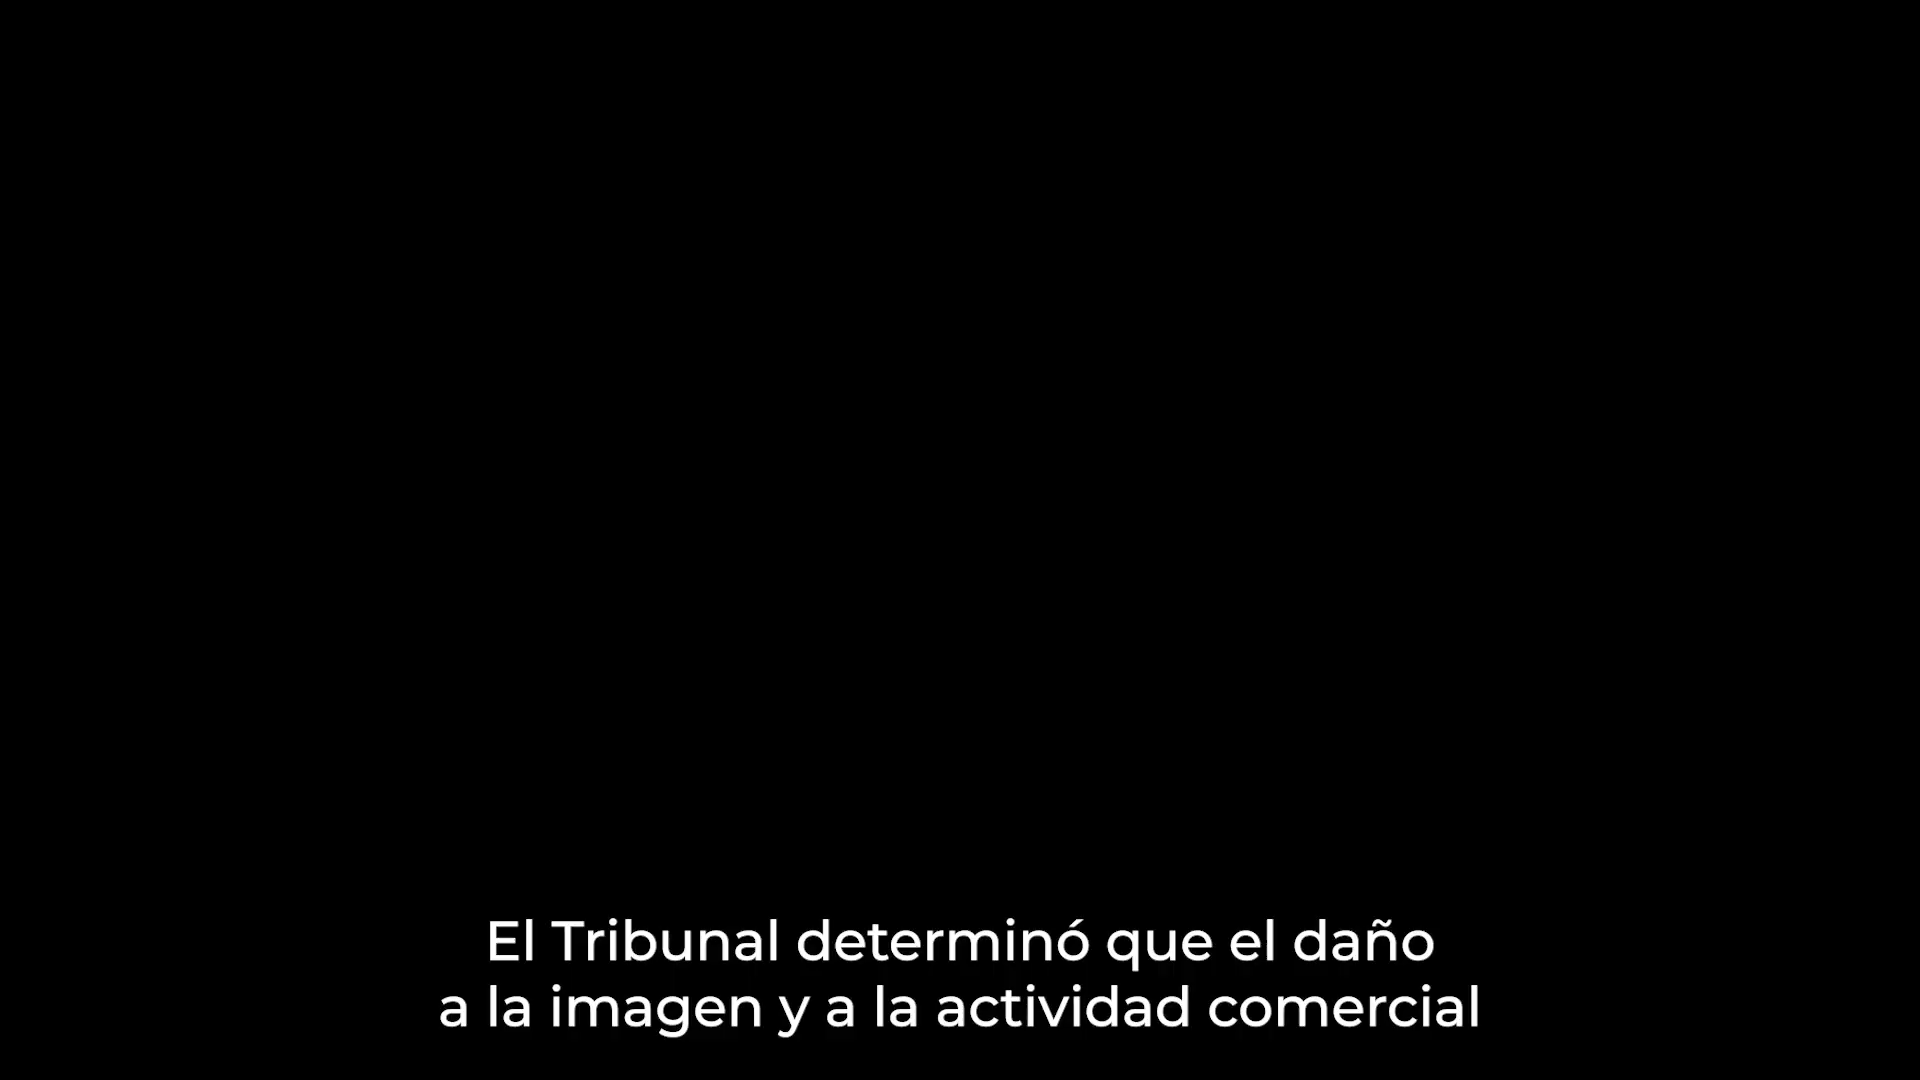 El Tribunal determinó que el daño
a la imagen y a la actividad comercial